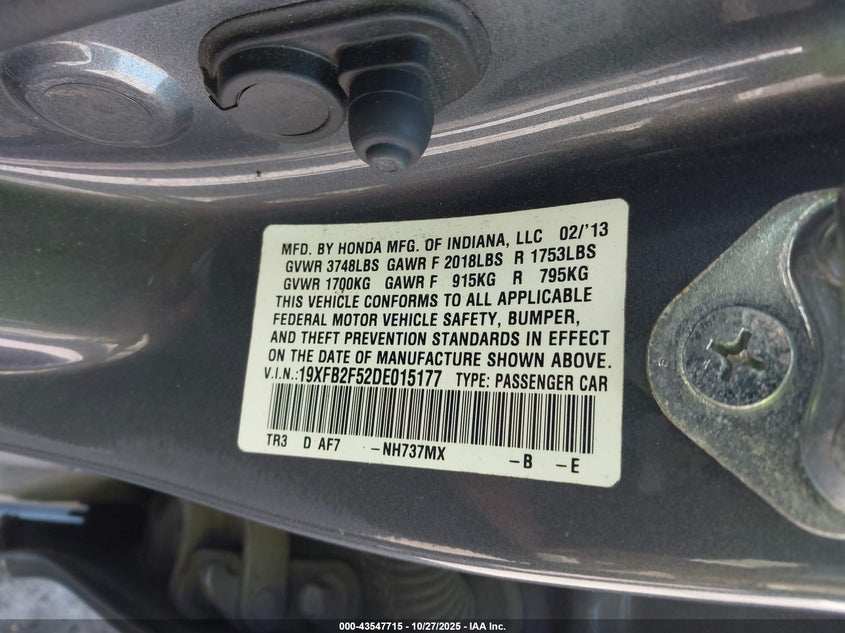 MFD. BY HONDA MFG. OF INDIANA, LLC 02/'13
GVWR 3748LBS GAWR F 2018LBS R 1753LBS
GVWR 1700KG GAWR F 915KG R 795KG
THIS VEHICLE CONFORMS TO ALL APPLICABLE
FEDERAL MOTOR VEHICLE SAFETY, BUMPER,
AND THEFT PREVENTION STANDARDS IN EFFECT
ON THE DATE OF MANUFACTURE SHOWN ABOVE.
V.I.N.:19XFB2F52DE015177 TYPE: PASSENGER CAR
TR3 D AF7 -NH737MX -B -E
000-43547715 | 10/27/2025 - IAA Inc.